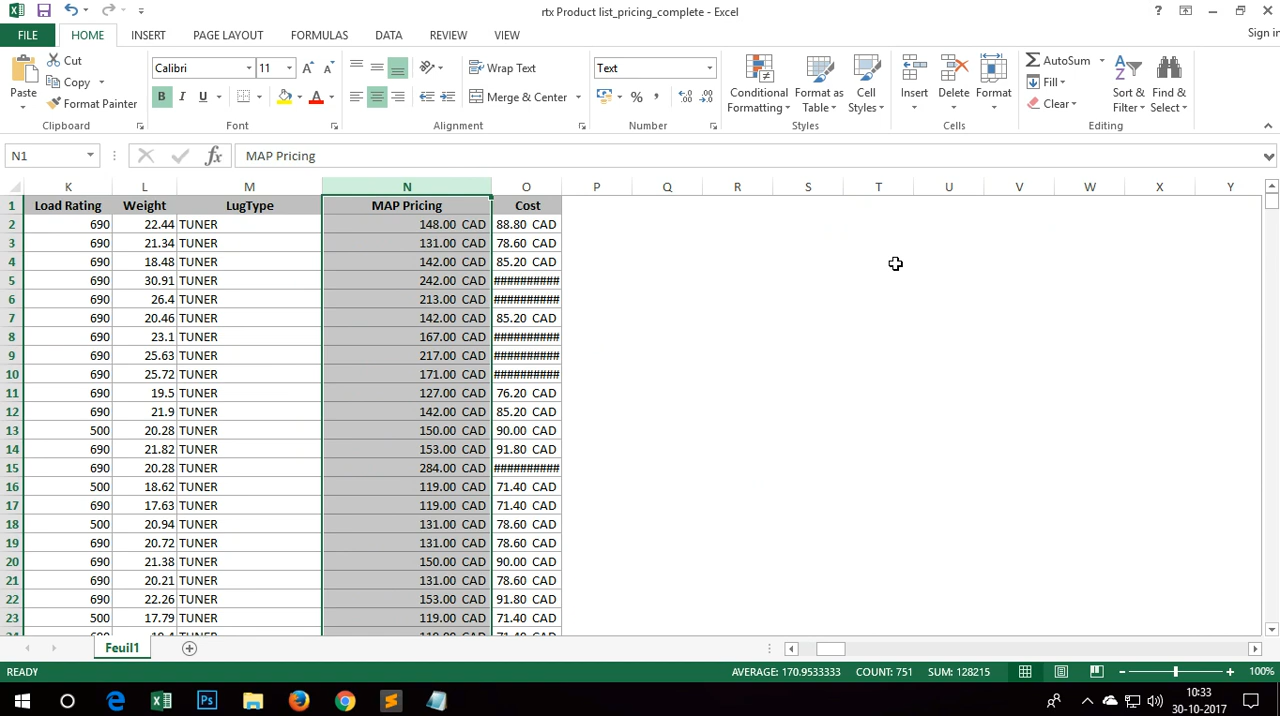 rtx Product list_pricing_complete - Excel
?
FILE HOME INSERT PAGE LAYOUT FORMULAS DATA REVIEW VIEW Sign in
Paste
Cut
Copy
Format Painter
Clipboard
Calibri 11
B I U
Font
Wrap Text
Merge & Center
Alignment
Text
% ,
Number
Conditional Formatting
Format as Table
Cell Styles
Styles
Insert Delete Format
Cells
AutoSum
Fill
Clear
Sort & Filter
Find & Select
Editing
N1 fx MAP Pricing
K L M N O P Q R S T U V W X Y
1 Load Rating Weight LugType MAP Pricing Cost
2 690 22.44 TUNER 148.00 CAD 88.80 CAD
3 690 21.34 TUNER 131.00 CAD 78.60 CAD
4 690 18.48 TUNER 142.00 CAD 85.20 CAD
5 690 30.91 TUNER 242.00 CAD ##########
6 690 26.4 TUNER 213.00 CAD ##########
7 690 20.46 TUNER 142.00 CAD 85.20 CAD
8 690 23.1 TUNER 167.00 CAD ##########
9 690 25.63 TUNER 217.00 CAD ##########
10 690 25.72 TUNER 171.00 CAD ##########
11 690 19.5 TUNER 127.00 CAD 76.20 CAD
12 690 21.9 TUNER 142.00 CAD 85.20 CAD
13 500 20.28 TUNER 150.00 CAD 90.00 CAD
14 690 21.82 TUNER 153.00 CAD 91.80 CAD
15 690 20.28 TUNER 284.00 CAD ##########
16 500 18.62 TUNER 119.00 CAD 71.40 CAD
17 690 17.63 TUNER 119.00 CAD 71.40 CAD
18 500 20.94 TUNER 131.00 CAD 78.60 CAD
19 690 20.72 TUNER 131.00 CAD 78.60 CAD
20 690 21.38 TUNER 150.00 CAD 90.00 CAD
21 690 20.21 TUNER 131.00 CAD 78.60 CAD
22 690 22.26 TUNER 153.00 CAD 91.80 CAD
23 500 17.79 TUNER 119.00 CAD 71.40 CAD
Feuil1
READY AVERAGE: 170.9533333 COUNT: 751 SUM: 128215 100%
10:33
30-10-2017